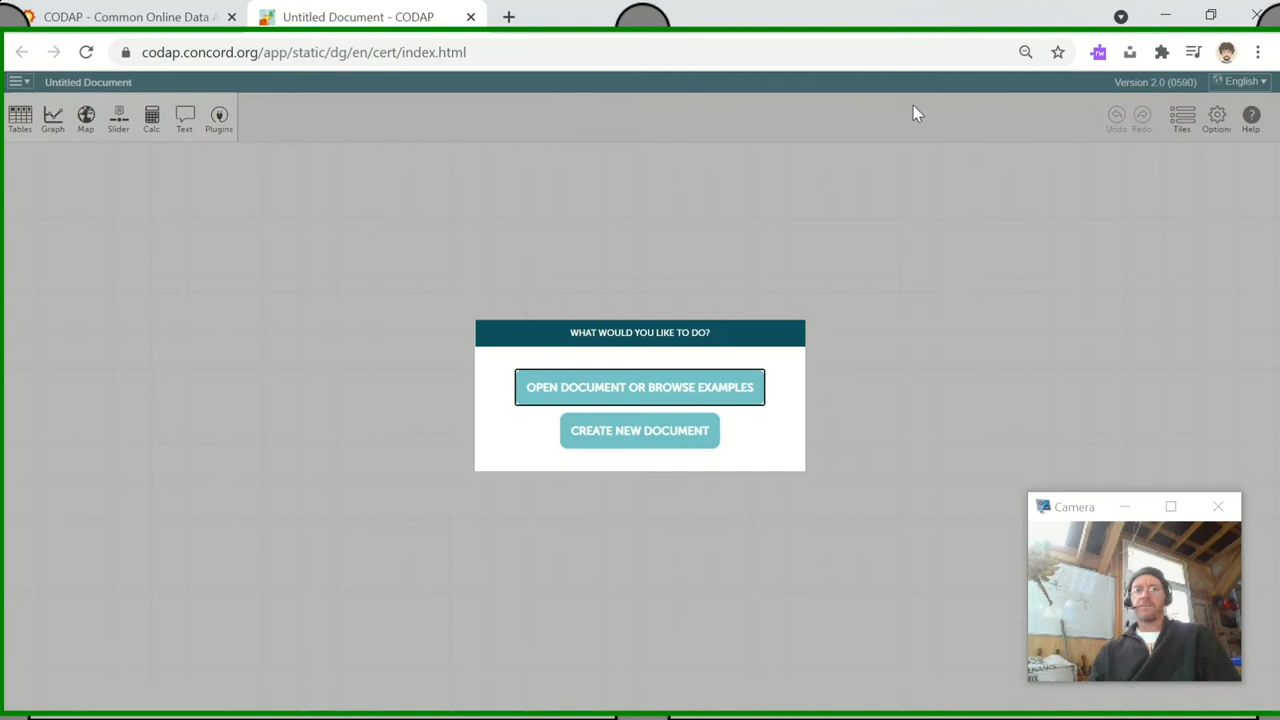 CODAP - Common Online Data A
Untitled Document - CODAP
codap.concord.org/app/static/dg/en/cert/index.html
rw
Untitled Document
Version 2.0 (0590)
English
Tables
Graph
Map
Slider
Calc
Text
Plugins
Undo
Redo
Tiles
Options
Help
WHAT WOULD YOU LIKE TO DO?
OPEN DOCUMENT OR BROWSE EXAMPLES
CREATE NEW DOCUMENT
Camera